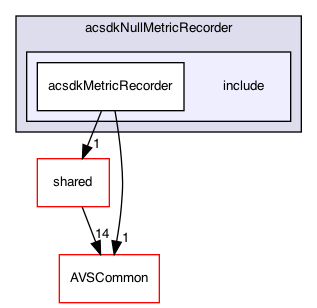 acsdkNullMetricRecorder
acsdkMetricRecorder
include
1
shared
14
1
AVSCommon